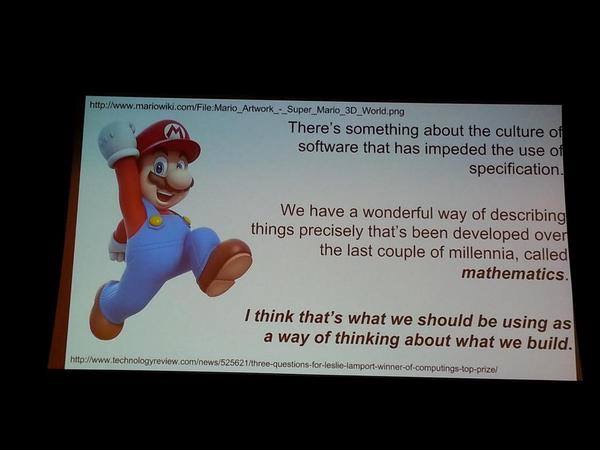 http://www.mariowiki.com/File:Mario_Artwork_-_Super_Mario_3D_World.png
M
There's something about the culture of
software that has impeded the use of
specification.
We have a wonderful way of describing
things precisely that's been developed over
the last couple of millennia, called
mathematics.
I think that's what we should be using as
a way of thinking about what we build.
http://www.technologyreview.com/news/525621/three-questions-for-leslie-lamport-winner-of-computings-top-prize/